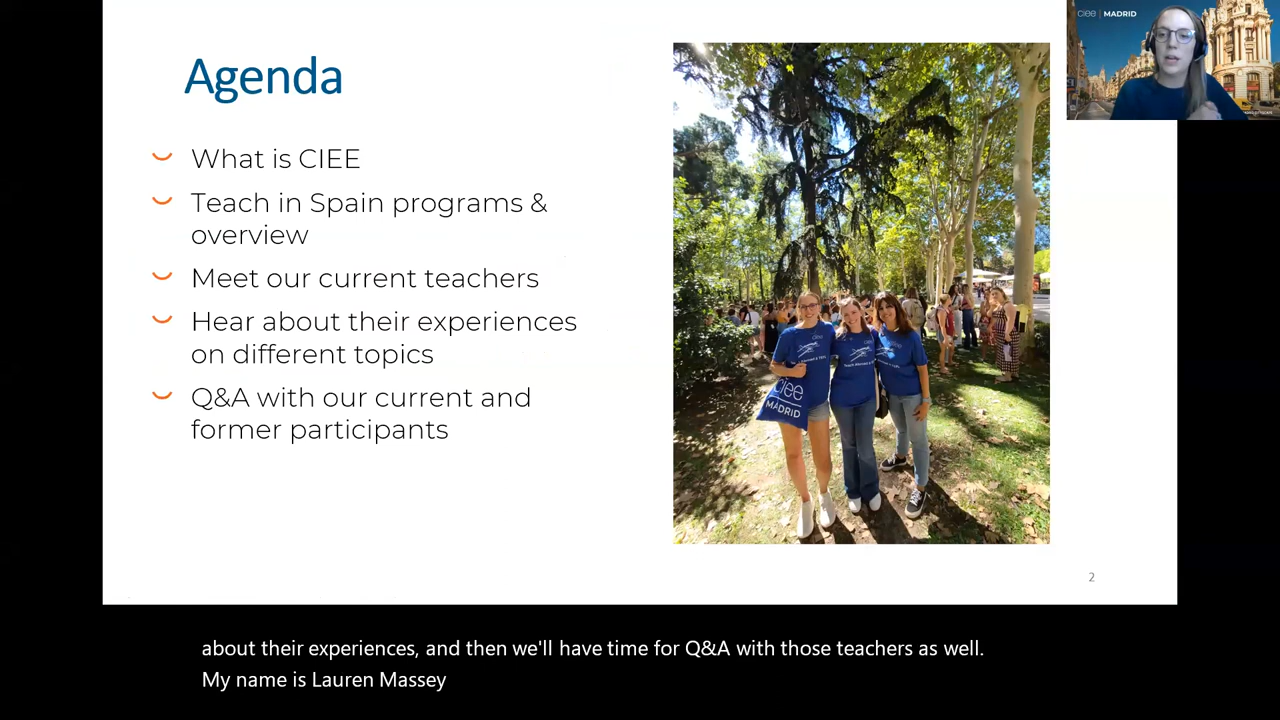 Agenda
What is CIEE
Teach in Spain programs &
overview
Meet our current teachers
Hear about their experiences
on different topics
Q&A with our current and
former participants
ciee
MADRID
ciee | MADRID
2
about their experiences, and then we'll have time for Q&A with those teachers as well.
My name is Lauren Massey